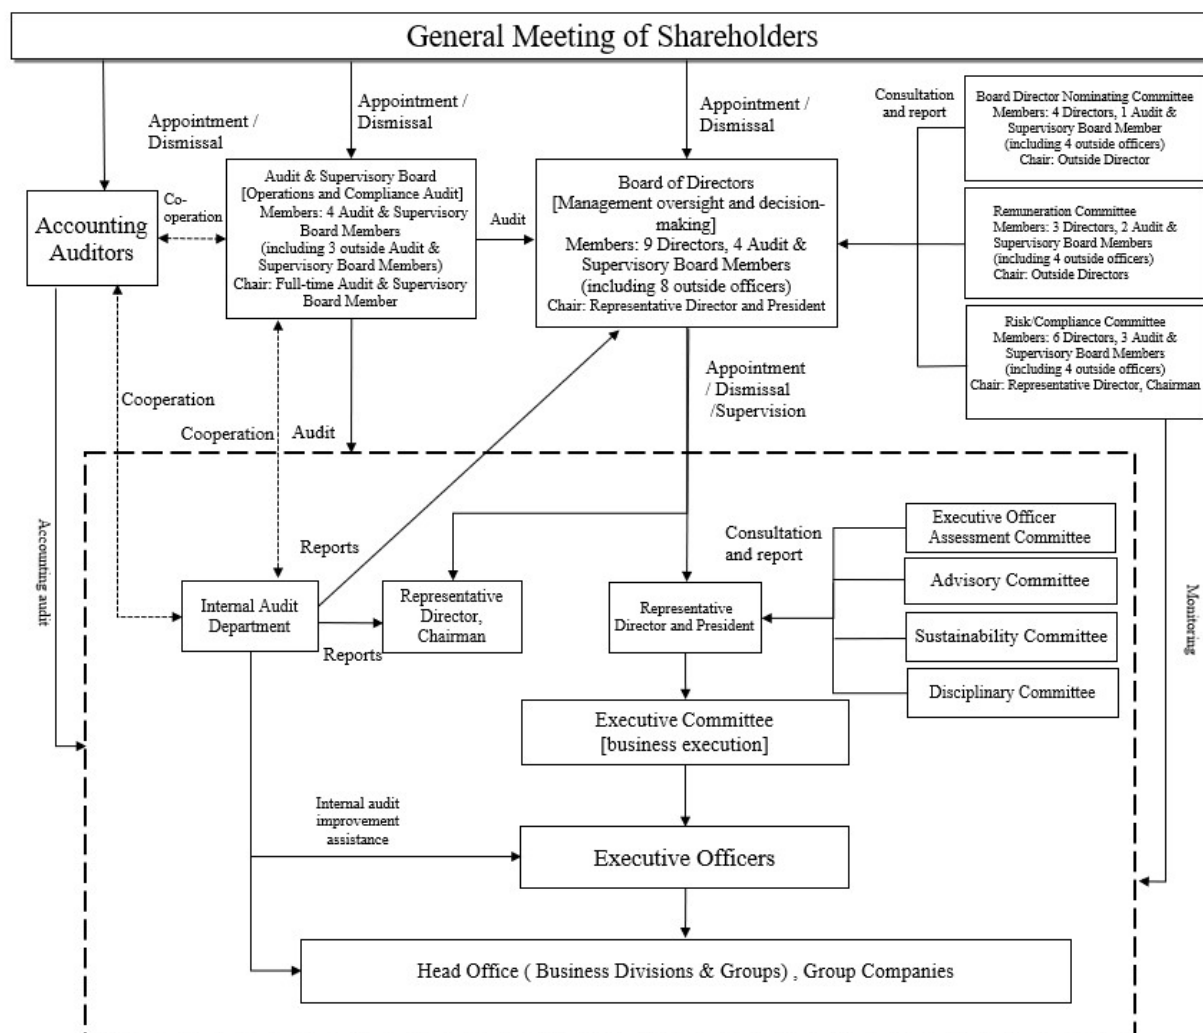 General Meeting of Shareholders
Appointment /
Dismissal
Appointment /
Dismissal
Appointment /
Dismissal
Consultation
and report
Board Director Nominating Committee
Members: 4 Directors, 1 Audit &
Supervisory Board Member
(including 4 outside officers)
Chair: Outside Director
Accounting
Auditors
Co-
operation
Audit & Supervisory Board
[Operations and Compliance Audit]
Members: 4 Audit & Supervisory
Board Members
(including 3 outside Audit &
Supervisory Board Members)
Chair: Full-time Audit & Supervisory
Board Member
Audit
Board of Directors
[Management oversight and decision-
making]
Members: 9 Directors, 4 Audit &
Supervisory Board Members
(including 8 outside officers)
Chair: Representative Director and President
Remuneration Committee
Members: 3 Directors, 2 Audit &
Supervisory Board Members
(including 4 outside officers)
Chair: Outside Directors
Risk/Compliance Committee
Members: 6 Directors, 3 Audit &
Supervisory Board Members
(including 4 outside officers)
Chair: Representative Director, Chairman
Cooperation
Cooperation
Audit
Appointment
/ Dismissal
/Supervision
Accounting audit
Reports
Consultation
and report
Executive Officer
Assessment Committee
Advisory Committee
Sustainability Committee
Disciplinary Committee
Monitoring
Internal Audit
Department
Reports
Representative
Director,
Chairman
Representative
Director and President
Executive Committee
[business execution]
Internal audit
improvement
assistance
Executive Officers
Head Office ( Business Divisions & Groups) , Group Companies